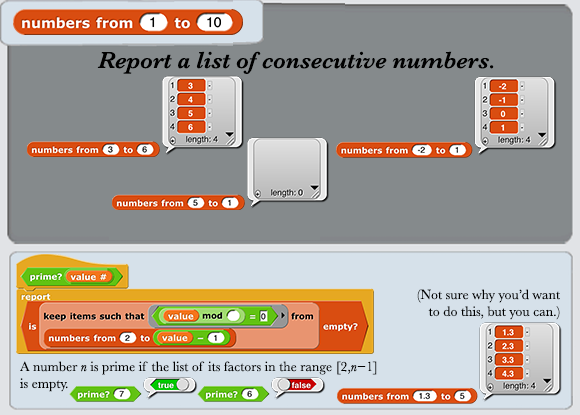 numbers from 1 to 10
Report a list of consecutive numbers.
1 3
2 4
3 5
4 6
length: 4
numbers from 3 to 6
length: 0
numbers from 5 to 1
1 -2
2 -1
3 0
4 1
length: 4
numbers from -2 to 1
prime? value #
report
is keep items such that value mod = 0 from
numbers from 2 to value - 1 empty?
A number n is prime if the list of its factors in the range [2,n−1]
is empty.
prime? 7 true
prime? 6 false
(Not sure why you’d want
to do this, but you can.)
1 1.3
2 2.3
3 3.3
4 4.3
length: 4
numbers from 1.3 to 5